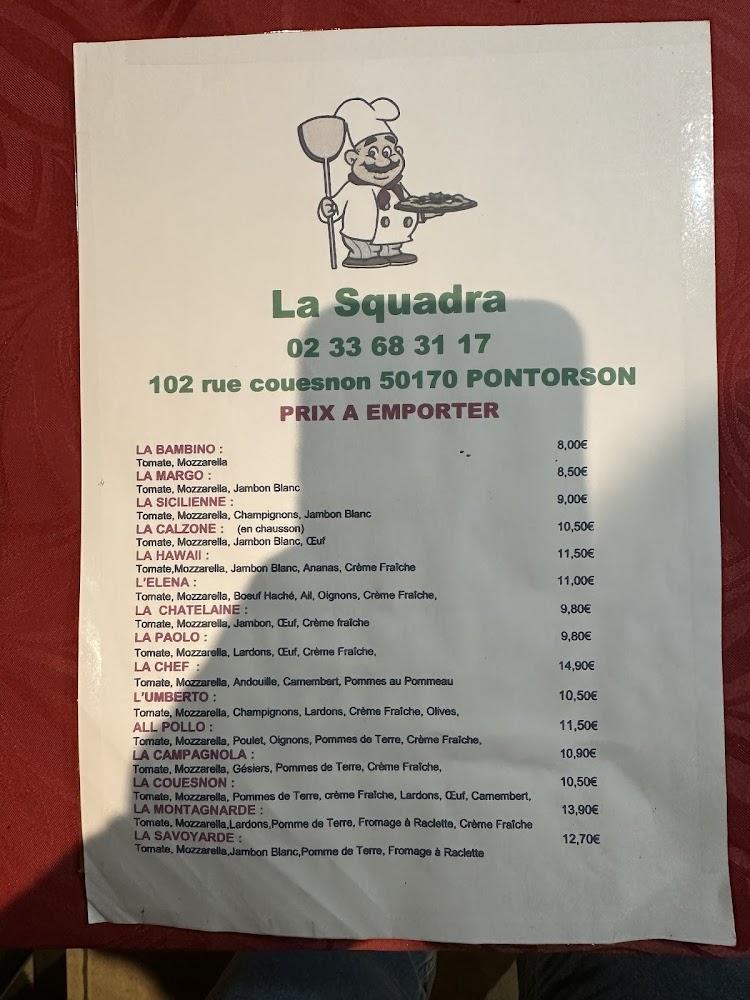 La Squadra
02 33 68 31 17
102 rue couesnon 50170 PONTORSON
PRIX A EMPORTER
LA BAMBINO : 8,00€
Tomate, Mozzarella
LA MARGO : 8,50€
Tomate, Mozzarella, Jambon Blanc
LA SICILIENNE : 9,00€
Tomate, Mozzarella, Champignons, Jambon Blanc
LA CALZONE : (en chausson) 10,50€
Tomate, Mozzarella, Jambon Blanc, Œuf
LA HAWAII : 11,50€
Tomate,Mozzarella, Jambon Blanc, Ananas, Crème Fraîche
L'ELENA : 11,00€
Tomate, Mozzarella, Boeuf Haché, Ail, Oignons, Crème Fraîche,
LA CHATELAINE : 9,80€
Tomate, Mozzarella, Jambon, Œuf, Crème fraîche
LA PAOLO : 9,80€
Tomate, Mozzarella, Lardons, Œuf, Crème Fraîche,
LA CHEF : 14,90€
Tomate, Mozzarella, Andouille, Camembert, Pommes au Pommeau
L'UMBERTO : 10,50€
Tomate, Mozzarella, Champignons, Lardons, Crème Fraîche, Olives,
ALL POLLO : 11,50€
Tomate, Mozzarella, Poulet, Oignons, Pommes de Terre, Crème Fraîche,
LA CAMPAGNOLA : 10,90€
Tomate, Mozzarella, Gésiers, Pommes de Terre, Crème Fraîche,
LA COUESNON : 10,50€
Tomate, Mozzarella, Pommes de Terre, crème Fraîche, Lardons, Œuf, Camembert,
LA MONTAGNARDE : 13,90€
Tomate, Mozzarella,Lardons,Pomme de Terre, Fromage à Raclette, Crème Fraîche
LA SAVOYARDE : 12,70€
Tomate, Mozzarella,Jambon Blanc,Pomme de Terre, Fromage à Raclette